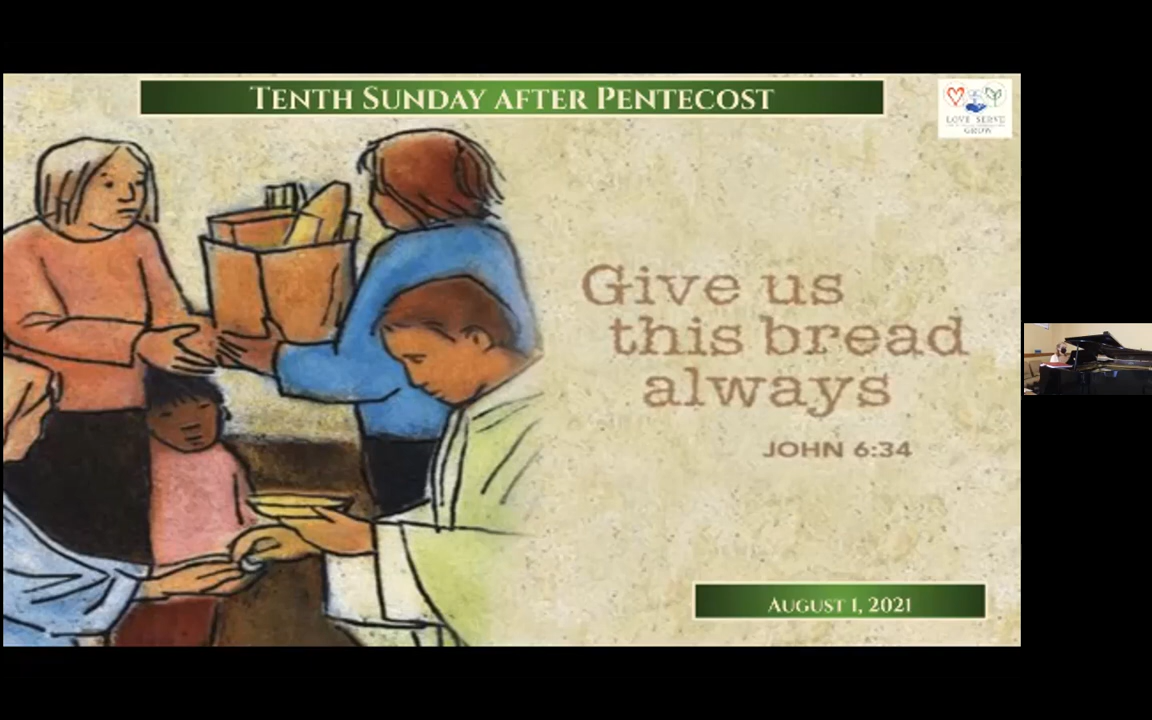 TENTH SUNDAY AFTER PENTECOST
LOVE SERVE
GROW
Give us
this bread
always
JOHN 6:34
AUGUST 1, 2021